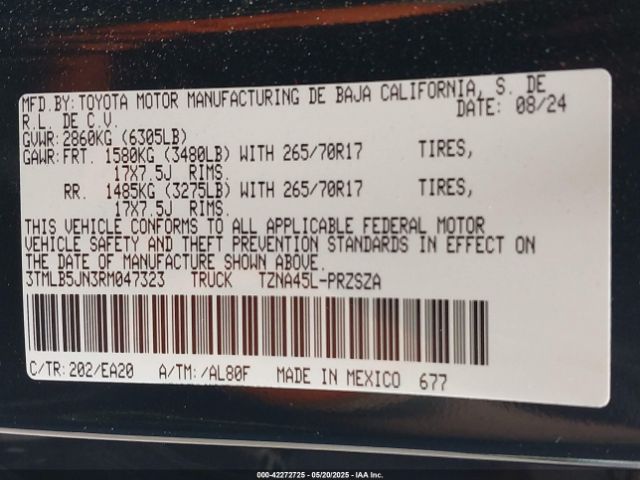 MFD.BY:TOYOTA MOTOR MANUFACTURING DE BAJA CALIFORNIA, S. DE
R.L. DE C.V. DATE: 08/24
GVWR:2860KG (6305LB)
GAWR:FRT. 1580KG (3480LB) WITH 265/70R17 TIRES,
17X7.5J RIMS.
RR. 1485KG (3275LB) WITH 265/70R17 TIRES,
17X7.5J RIMS.
THIS VEHICLE CONFORMS TO ALL APPLICABLE FEDERAL MOTOR
VEHICLE SAFETY AND THEFT PREVENTION STANDARDS IN EFFECT ON
THE DATE OF MANUFACTURE SHOWN ABOVE.
3TMLB5JN3RM047323 TRUCK TZNA45L-PRZSZA
C/TR:202/EA20 A/TM:/AL80F MADE IN MEXICO 677
000-42272725 - 05/20/2025 - IAA Inc.